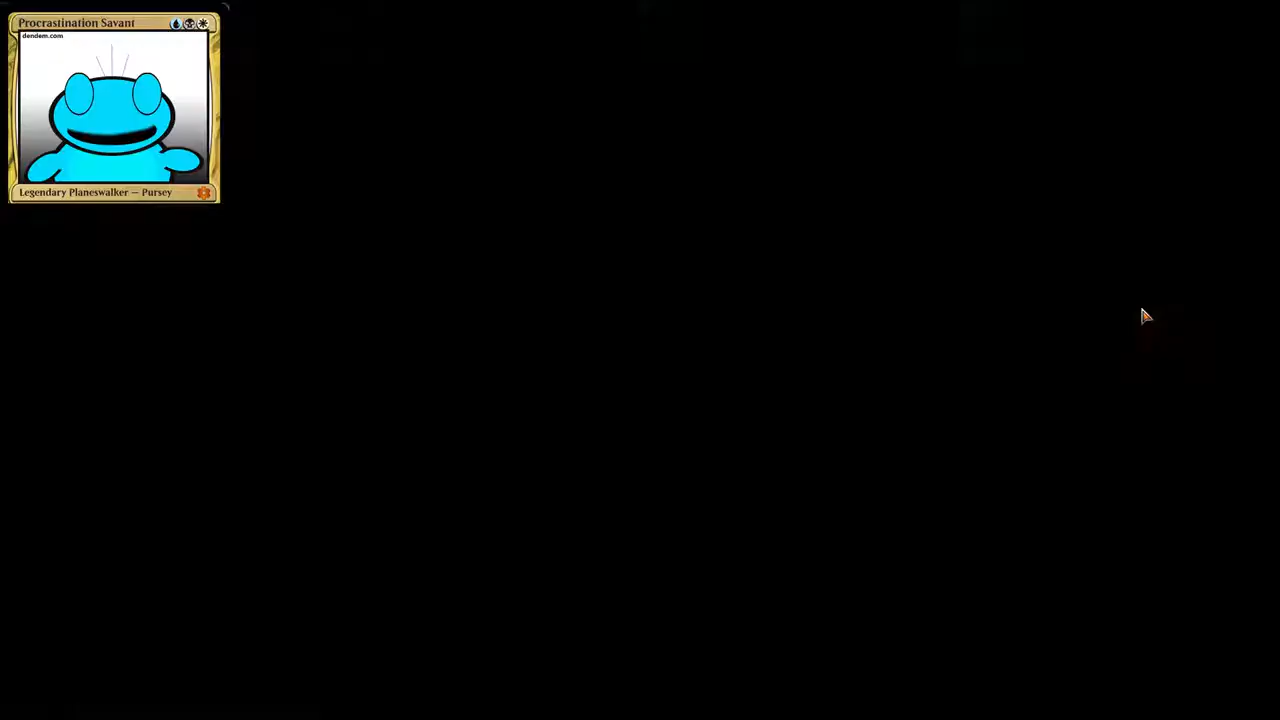 Procrastination Savant
dendem.com
Legendary Planeswalker — Pursey